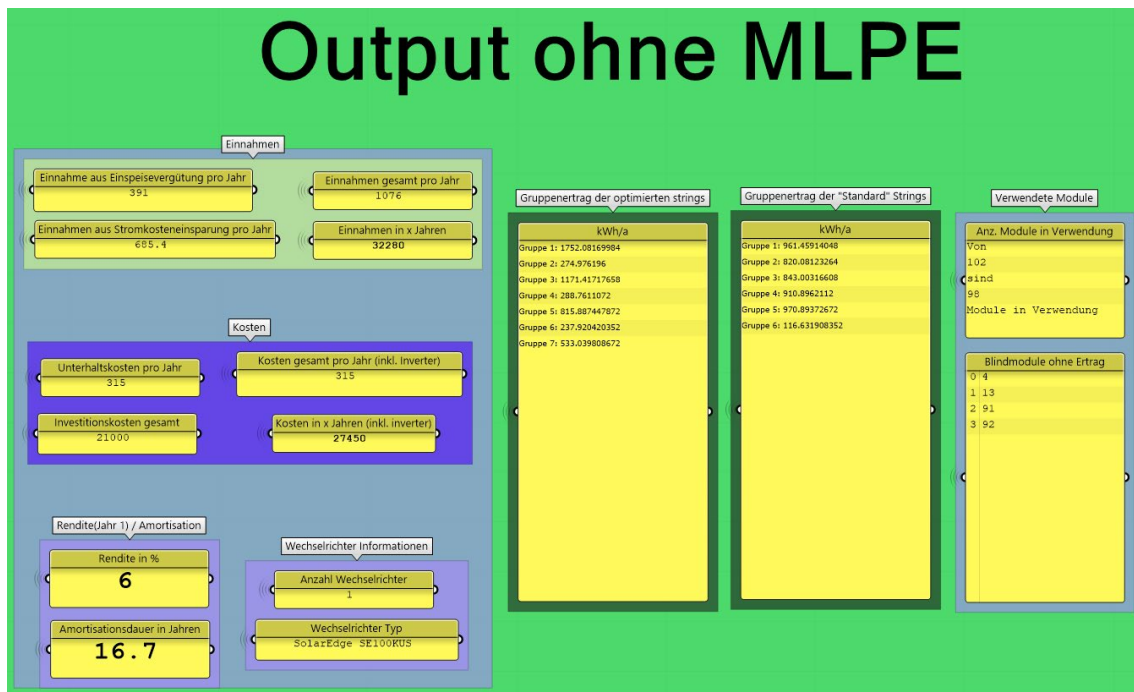 Output ohne MLPE
Einnahmen
Einnahme aus Einspeisevergütung pro Jahr
391
Einnahmen gesamt pro Jahr
1076
Einnahmen aus Stromkosteneinsparung pro Jahr
685.4
Einnahmen in x Jahren
32280
Kosten
Unterhaltskosten pro Jahr
315
Kosten gesamt pro Jahr (inkl. Inverter)
315
Investitionskosten gesamt
21000
Kosten in x Jahren (inkl. inverter)
27450
Rendite(Jahr 1) / Amortisation
Rendite in %
6
Amortisationsdauer in Jahren
16.7
Wechselrichter Informationen
Anzahl Wechselrichter
1
Wechselrichter Typ
SolarEdge SE100KUS
Gruppenertrag der optimierten strings
kWh/a
Gruppe 1: 1752.08169984
Gruppe 2: 274.976196
Gruppe 3: 1171.41717658
Gruppe 4: 288.7611072
Gruppe 5: 815.887447872
Gruppe 6: 237.920420352
Gruppe 7: 533.039808672
Gruppenertrag der "Standard" Strings
kWh/a
Gruppe 1: 961.45914048
Gruppe 2: 820.08123264
Gruppe 3: 843.00316608
Gruppe 4: 910.8962112
Gruppe 5: 970.89372672
Gruppe 6: 116.631908352
Verwendete Module
Anz. Module in Verwendung
Von
102
sind
98
Module in Verwendung
Blindmodule ohne Ertrag
0 4
1 13
2 91
3 92